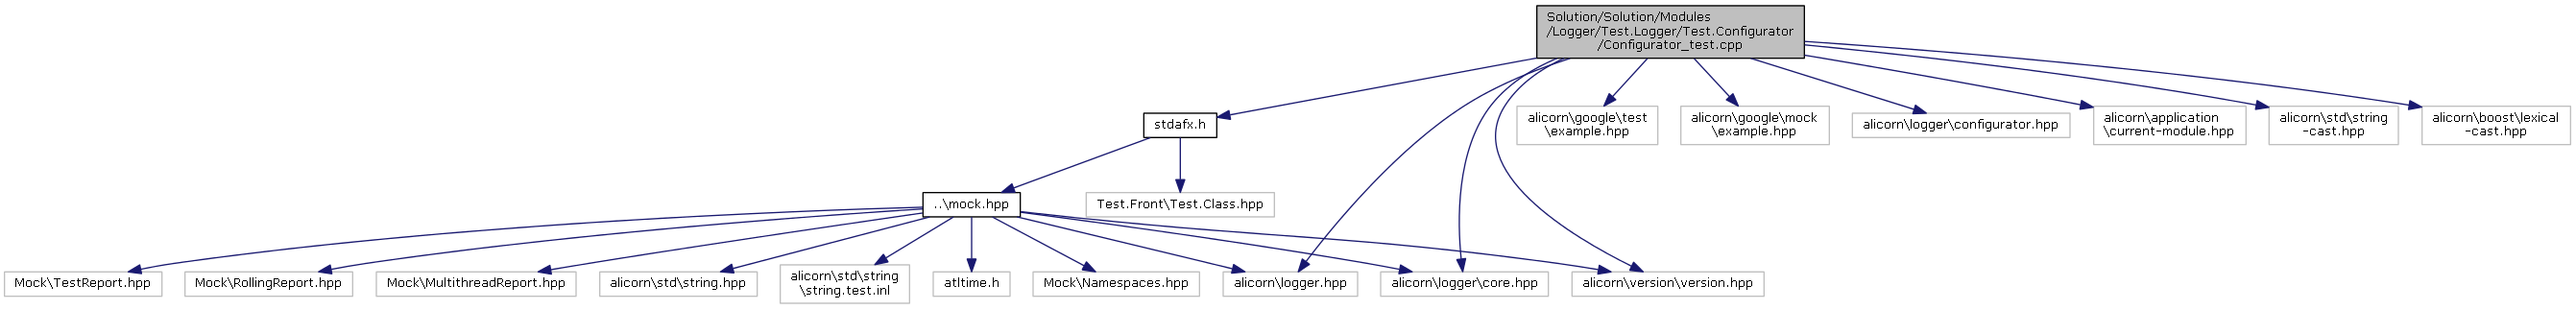 Solution/Solution/Modules
/Logger/Test.Logger/Test.Configurator
/Configurator_test.cpp
stdafx.h
alicorn\google\test
\example.hpp
alicorn\google\mock
\example.hpp
alicorn\logger\configurator.hpp
alicorn\application
\current-module.hpp
alicorn\std\string
-cast.hpp
alicorn\boost\lexical
-cast.hpp
..\mock.hpp
Test.Front\Test.Class.hpp
Mock\TestReport.hpp
Mock\RollingReport.hpp
Mock\MultithreadReport.hpp
alicorn\std\string.hpp
alicorn\std\string
\string.test.inl
atltime.h
Mock\Namespaces.hpp
alicorn\logger.hpp
alicorn\logger\core.hpp
alicorn\version\version.hpp